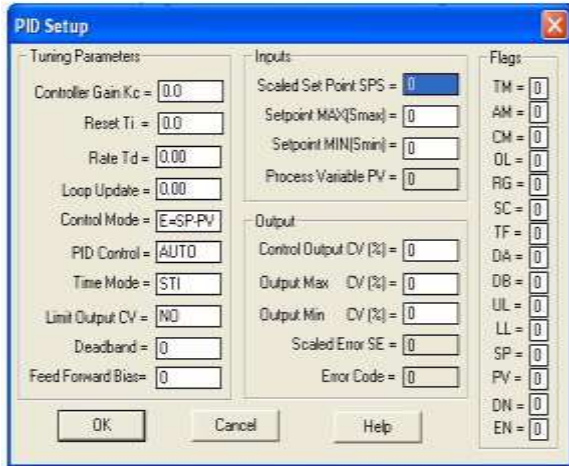 PID Setup
Tuning Parameters
Controller Gain Kc = 0.0
Reset Ti = 0.0
Rate Td = 0.00
Loop Update = 0.00
Control Mode = E=SP-PV
PID Control = AUTO
Time Mode = STI
Limit Output CV = NO
Deadband = 0
Feed Forward Bias= 0
Inputs
Scaled Set Point SPS = 0
Setpoint MAX(Smax) = 0
Setpoint MIN(Smin) = 0
Process Variable PV = 0
Output
Control Output CV (%) = 0
Output Max CV (%) = 0
Output Min CV (%) = 0
Scaled Error SE = 0
Error Code = 0
Flags
TM = 0
AM = 0
CM = 0
OL = 0
RG = 0
SC = 0
TF = 0
DA = 0
DB = 0
UL = 0
LL = 0
SP = 0
PV = 0
DN = 0
EN = 0
OK
Cancel
Help